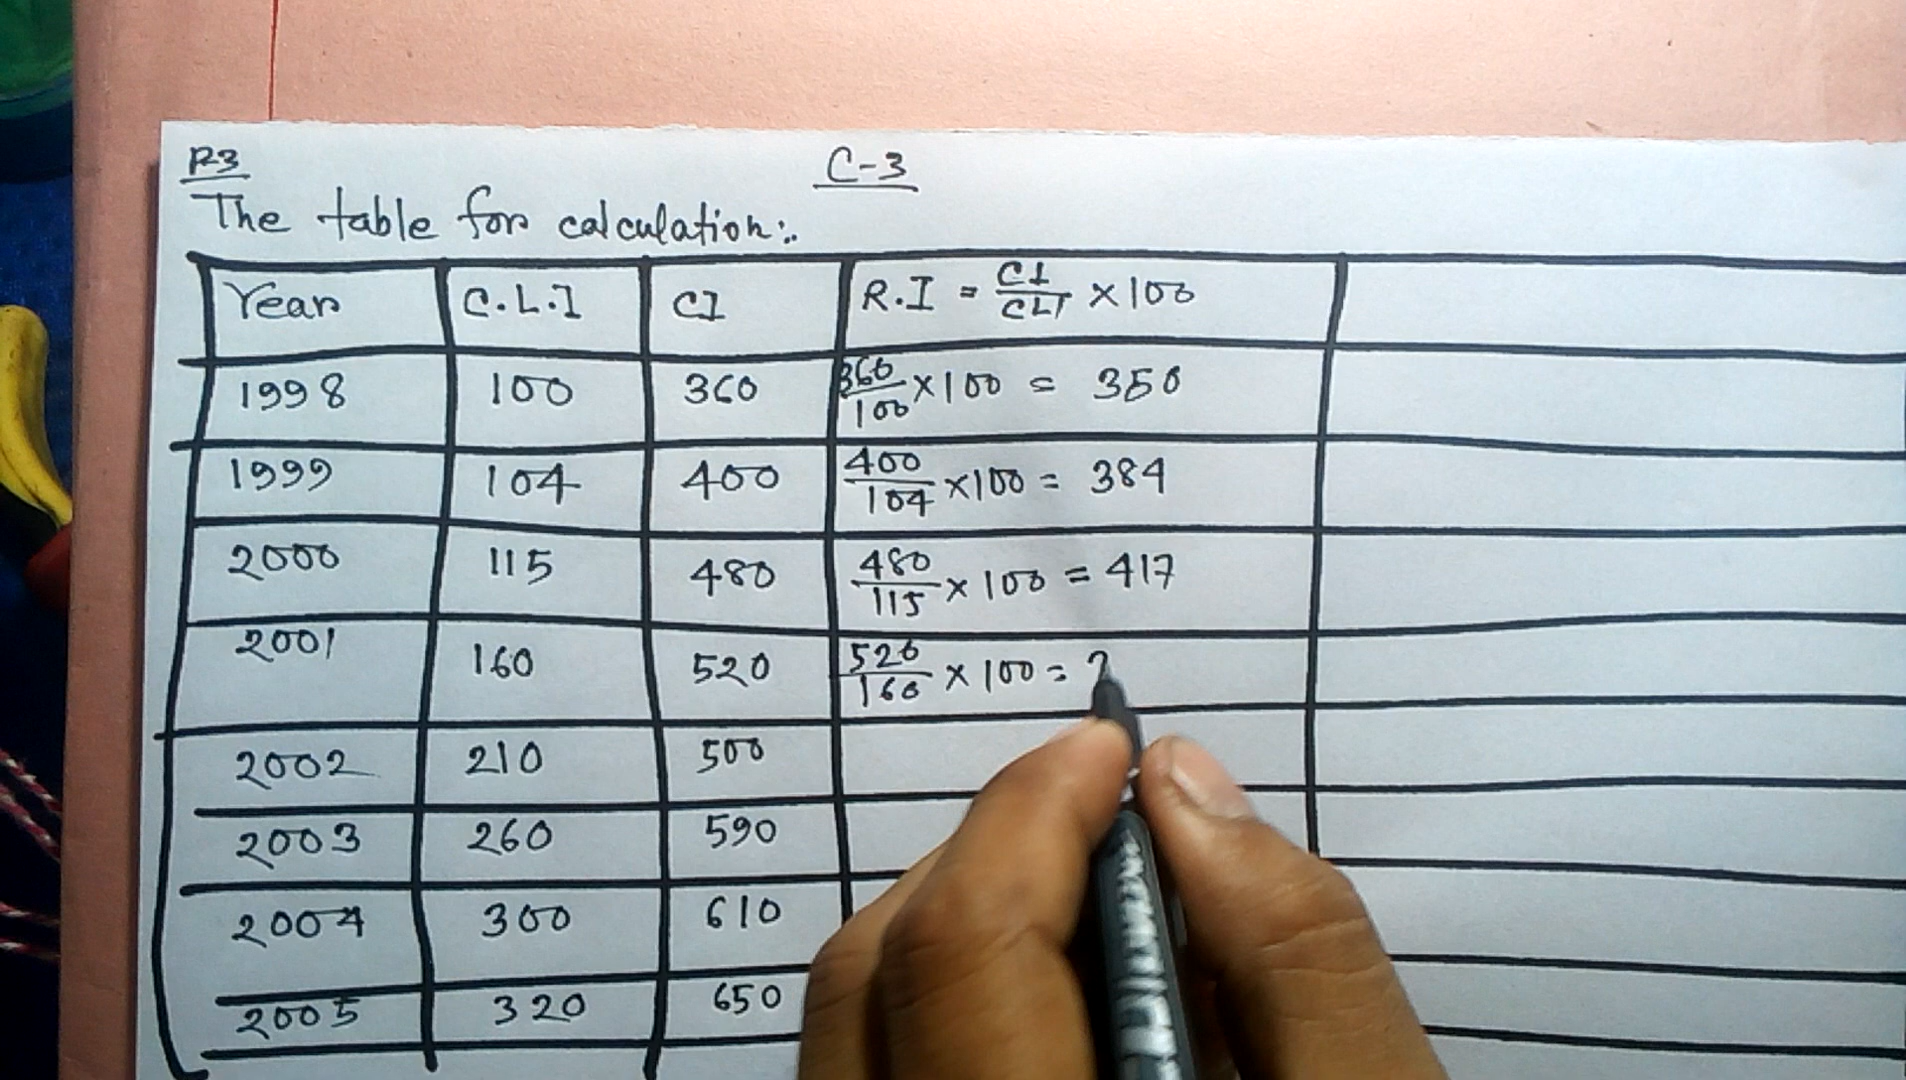 P3
C-3
The table for calculation:.
Year C.L.I CI R.I = CI/CLI × 100
1998 100 360 360/100 × 100 = 350
1999 104 400 400/104 × 100 = 384
2000 115 480 480/115 × 100 = 417
2001 160 520 520/160 × 100 =
2002 210 500
2003 260 590
2004 300 610
2005 320 650